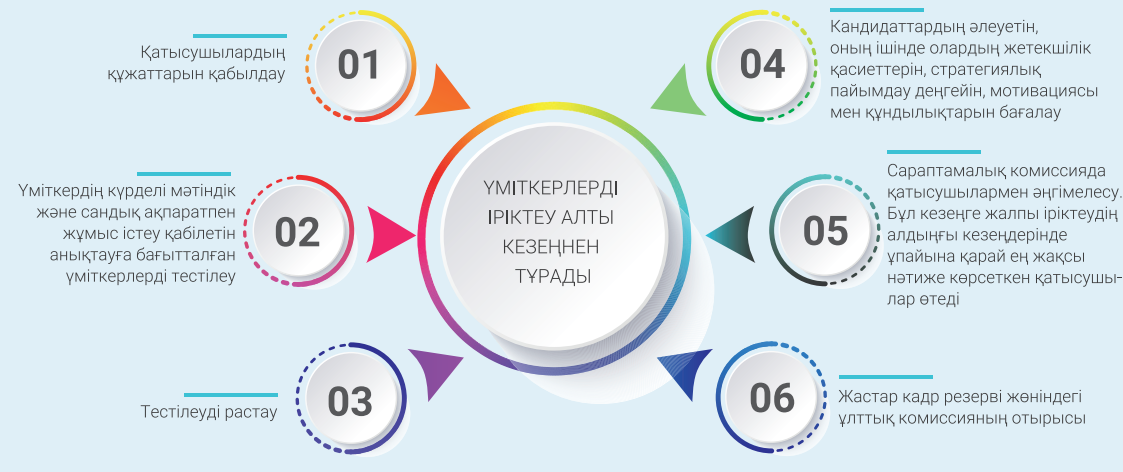 01
Қатысушылардың
құжаттарын қабылдау
02
Үміткердің күрделі мәтіндік
және сандық ақпаратпен
жұмыс істеу қабілетін
анықтауға бағытталған
үміткерлерді тестілеу
03
Тестілеуді растау
ҮМІТКЕРЛЕРДІ
ІРІКТЕУ АЛТЫ
КЕЗЕҢНЕН
ТҰРАДЫ
04
Кандидаттардың әлеуетін,
оның ішінде олардың жетекшілік
қасиеттерін, стратегиялық
пайымдау деңгейін, мотивациясы
мен құндылықтарын бағалау
05
Сараптамалық комиссияда
қатысушылармен әңгімелесу.
Бұл кезеңге жалпы іріктеудің
алдыңғы кезеңдерінде
ұпайына қарай ең жақсы
нәтиже көрсеткен қатысушы-
лар өтеді
06
Жастар кадр резерві жөніндегі
ұлттық комиссияның отырысы